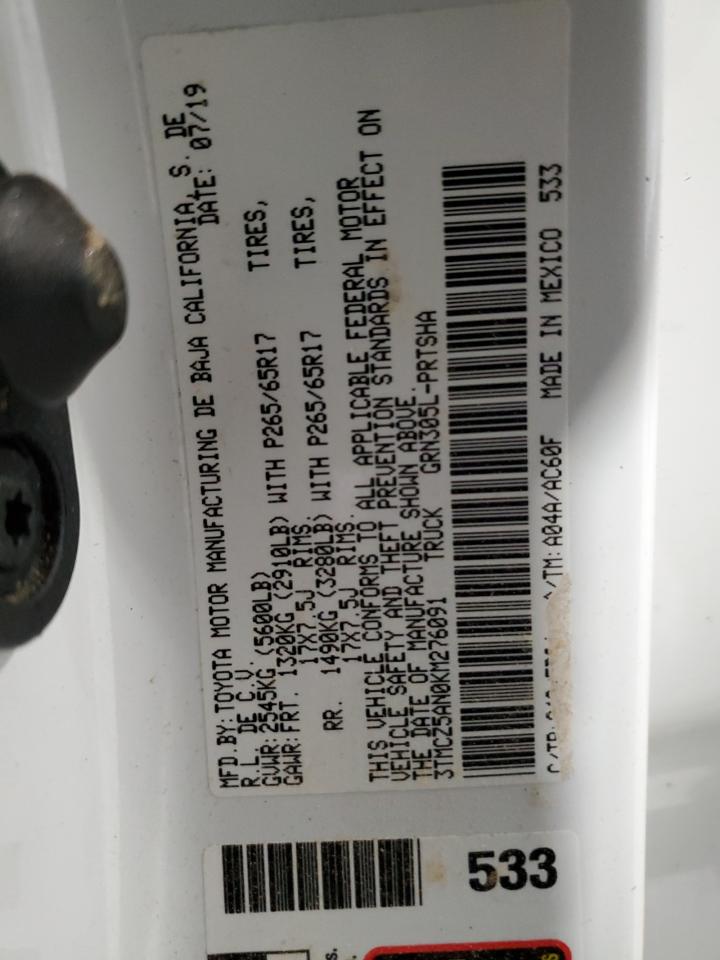 MFD.BY:TOYOTA MOTOR MANUFACTURING DE BAJA CALIFORNIA, S. DE
R.L. DE C.V. DATE: 07/19
GVWR:2545KG (5600LB)
GAWR:FRT. 1320KG (2910LB) WITH P265/65R17 TIRES,
17X7.5J RIMS.
RR. 1490KG (3280LB) WITH P265/65R17 TIRES,
17X7.5J RIMS.
THIS VEHICLE CONFORMS TO ALL APPLICABLE FEDERAL MOTOR
VEHICLE SAFETY AND THEFT PREVENTION STANDARDS IN EFFECT ON
THE DATE OF MANUFACTURE SHOWN ABOVE.
3TMCZ5AN0KM276091 TRUCK GRN305L-PRTSHA
/TM:A04A/AC60F MADE IN MEXICO 533
533